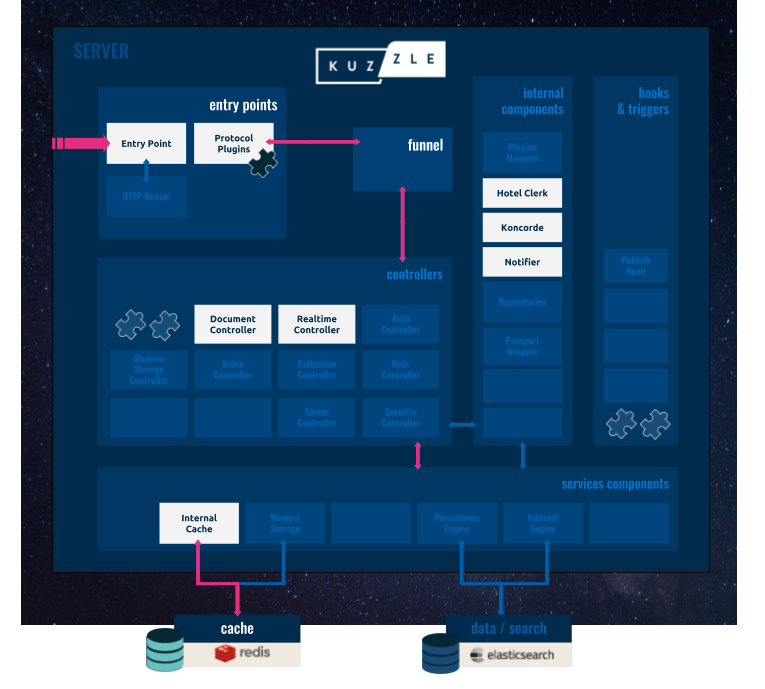 SERVER
KUZZLE
entry points
Entry Point
Protocol
Plugins
HTTP Router
funnel
internal
components
Plugins
Manager
Hotel Clerk
Koncorde
Notifier
Repositories
Passport
Wrapper
hooks
& triggers
Publish
Hook
controllers
Document
Controller
Realtime
Controller
Auth
Controller
Memory
Storage
Controller
Index
Controller
Collection
Controller
Bulk
Controller
Server
Controller
Security
Controller
services components
Internal
Cache
Memory
Storage
Persistence
Engine
Internal
Engine
cache
redis
data / search
elasticsearch